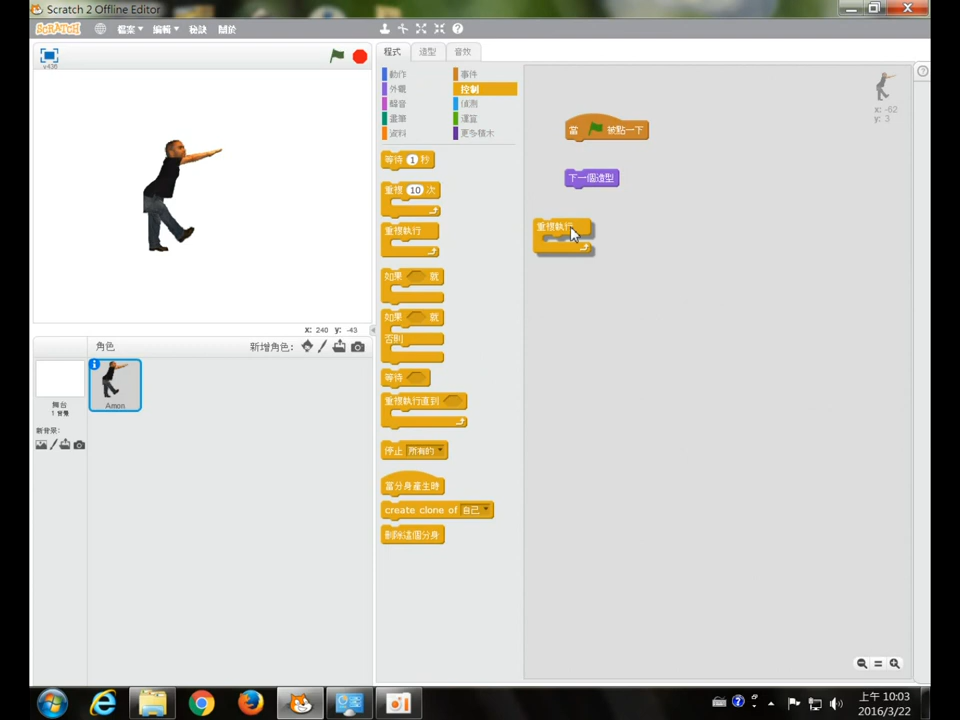 Scratch 2 Offline Editor
SCRATCH 檔案 編輯 秘訣 關於
v436
程式 造型 音效
動作 事件
外觀 控制
聲音 偵測
畫筆 運算
資料 更多積木
等待 1 秒
重複 10 次
重複執行
如果 就
如果 就
否則
等待
重複執行直到
停止 所有的
當分身產生時
create clone of 自己
刪除這個分身
當 被點一下
下一個造型
重複執行
x: -62
y: 3
x: 240 y: -43
角色 新增角色:
舞台
1 背景
新背景:
Amon
上午 10:03
2016/3/22